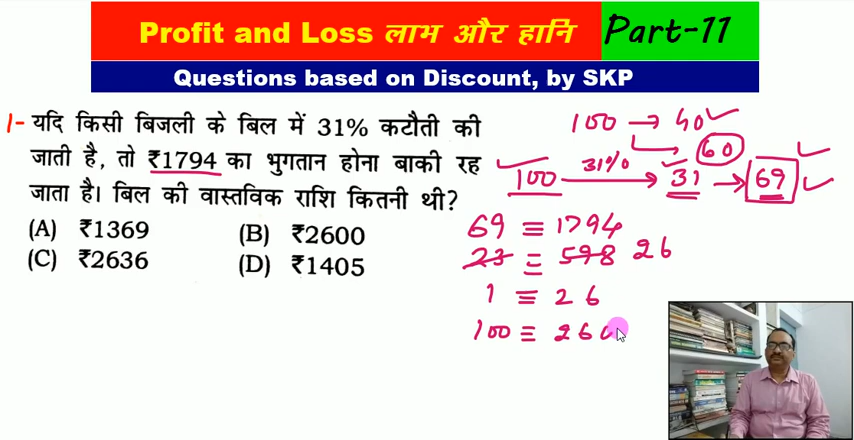 Profit and Loss लाभ और हानि Part-11
Questions based on Discount, by SKP
1- यदि किसी बिजली के बिल में 31% कटौती की
जाती है, तो ₹1794 का भुगतान होना बाकी रह
जाता है। बिल की वास्तविक राशि कितनी थी?
(A) ₹1369 (B) ₹2600
(C) ₹2636 (D) ₹1405
100 → 40 ✓
60
✓ 100 31% → ✓ 31 → 69 ✓ ✓
69 ≡ 1794
23 ≡ 598 26
1 ≡ 26
100 ≡ 260